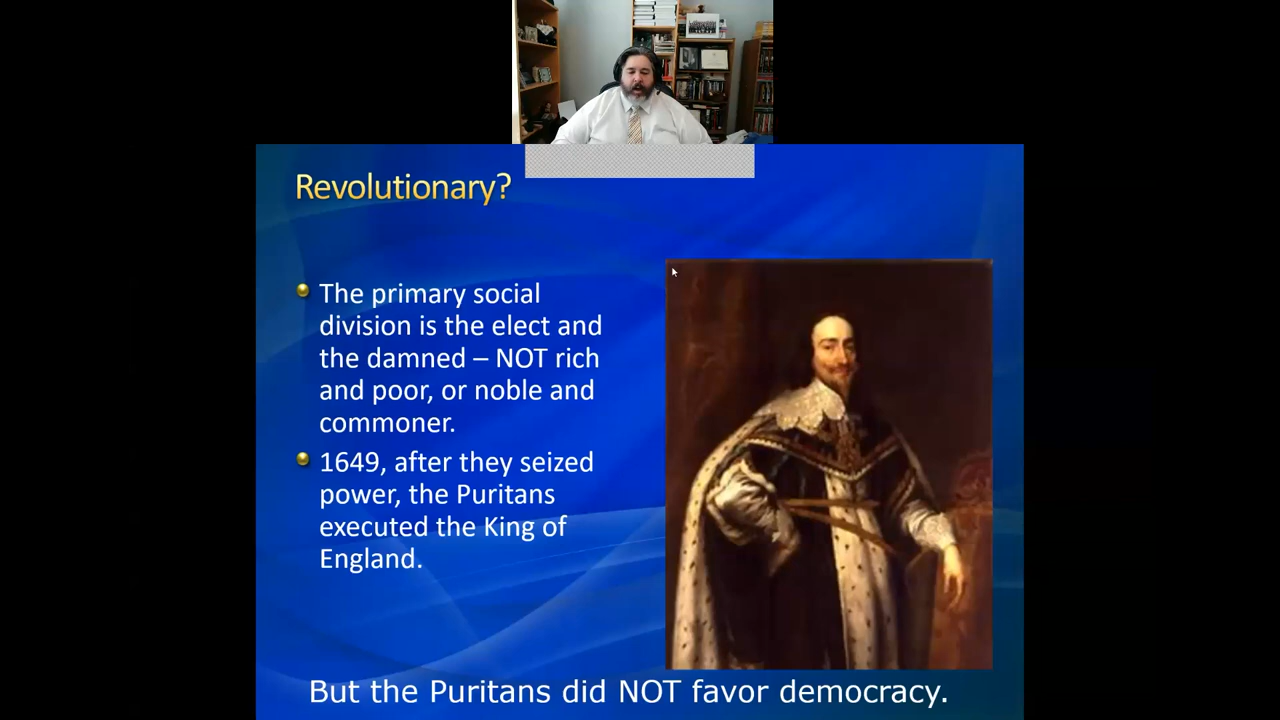 Revolutionary?
The primary social
division is the elect and
the damned – NOT rich
and poor, or noble and
commoner.
1649, after they seized
power, the Puritans
executed the King of
England.
But the Puritans did NOT favor democracy.